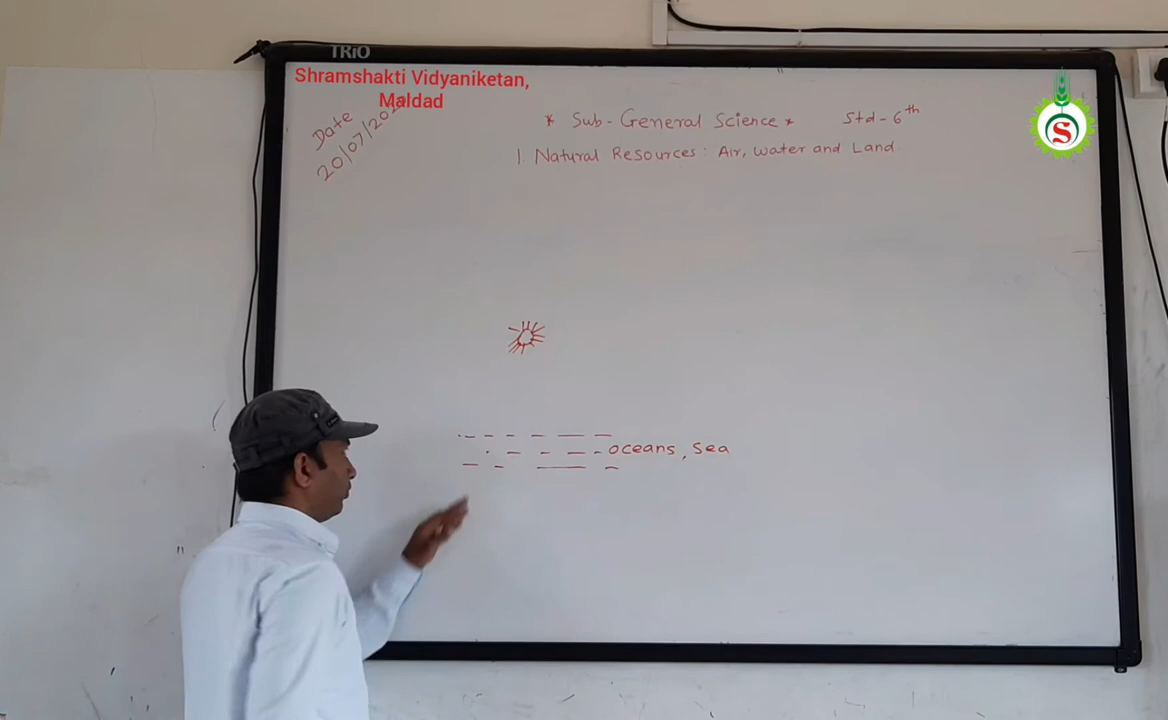 TRiO
Shramshakti Vidyaniketan,
Maldad
Date
* Sub - General Science * Std - 6th
1 Natural Resources : Air, water and Land
S
oceans, sea